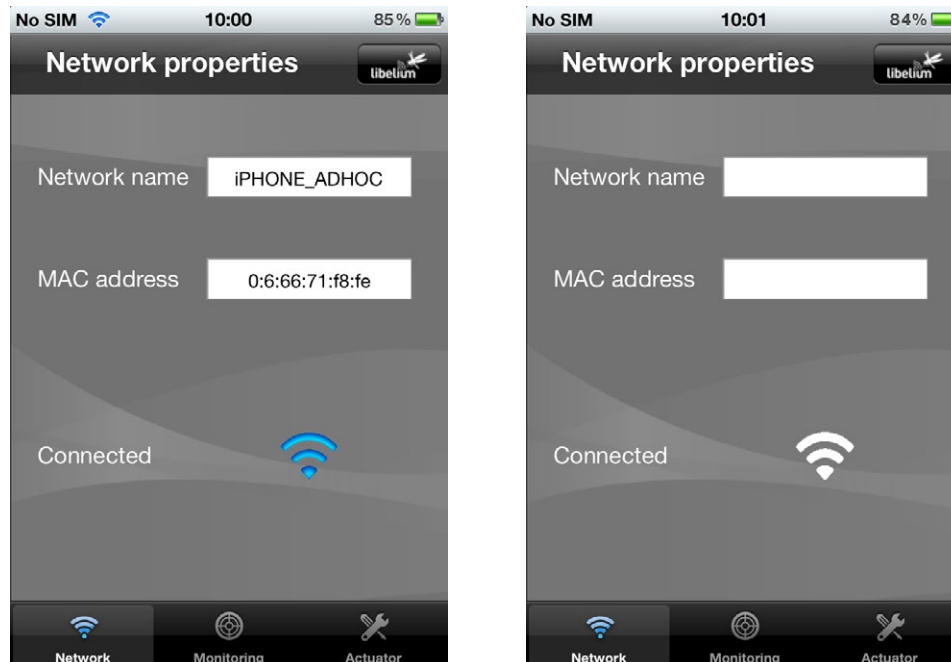 No SIM 10:00 85%
Network properties
libelium
Network name iPHONE_ADHOC
MAC address 0:6:66:71:f8:fe
Connected
Network Monitoring Actuator
No SIM 10:01 84%
Network properties
libelium
Network name
MAC address
Connected
Network Monitoring Actuator